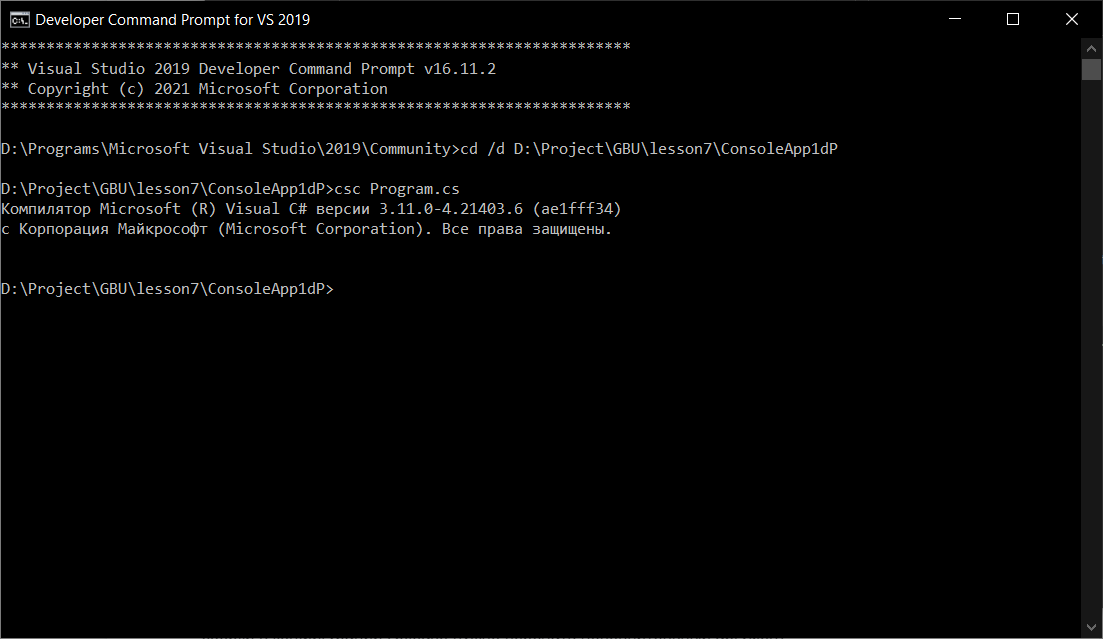 Developer Command Prompt for VS 2019
**********************************************************************
** Visual Studio 2019 Developer Command Prompt v16.11.2
** Copyright (c) 2021 Microsoft Corporation
**********************************************************************
D:\Programs\Microsoft Visual Studio\2019\Community>cd /d D:\Project\GBU\lesson7\ConsoleApp1dP
D:\Project\GBU\lesson7\ConsoleApp1dP>csc Program.cs
Компилятор Microsoft (R) Visual C# версии 3.11.0-4.21403.6 (ae1fff34)
с Корпорация Майкрософт (Microsoft Corporation). Все права защищены.
D:\Project\GBU\lesson7\ConsoleApp1dP>